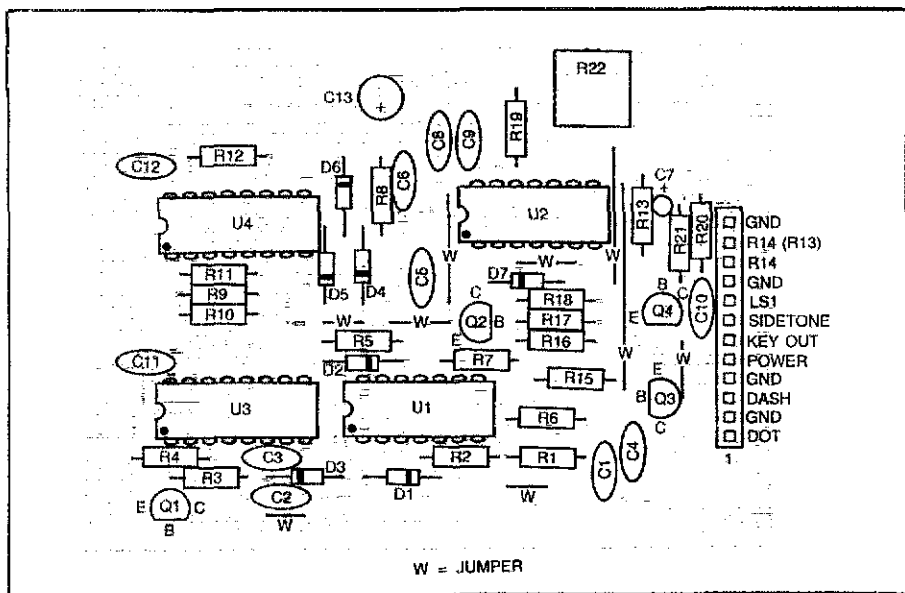 R22
C13
+
R19
C8
C9
R12
C12
D6
R8
C6
C7
+
R13
R21
R20
U4
U2
GND
R14 (R13)
R14
GND
LS1
SIDETONE
KEY OUT
POWER
GND
DASH
GND
DOT
1
W
W
W
D7
C5
R11
R9
R10
D5
D4
R18
R17
R16
C
Q2
B
E
B
C
E
Q4
C10
W
W
R5
D2
R7
W
W
C11
R15
E
B
Q3
C
U3
U1
R6
R4
C3
R2
R1
C1
C4
R3
D3
D1
C2
W
W
E
Q1
C
B
W = JUMPER